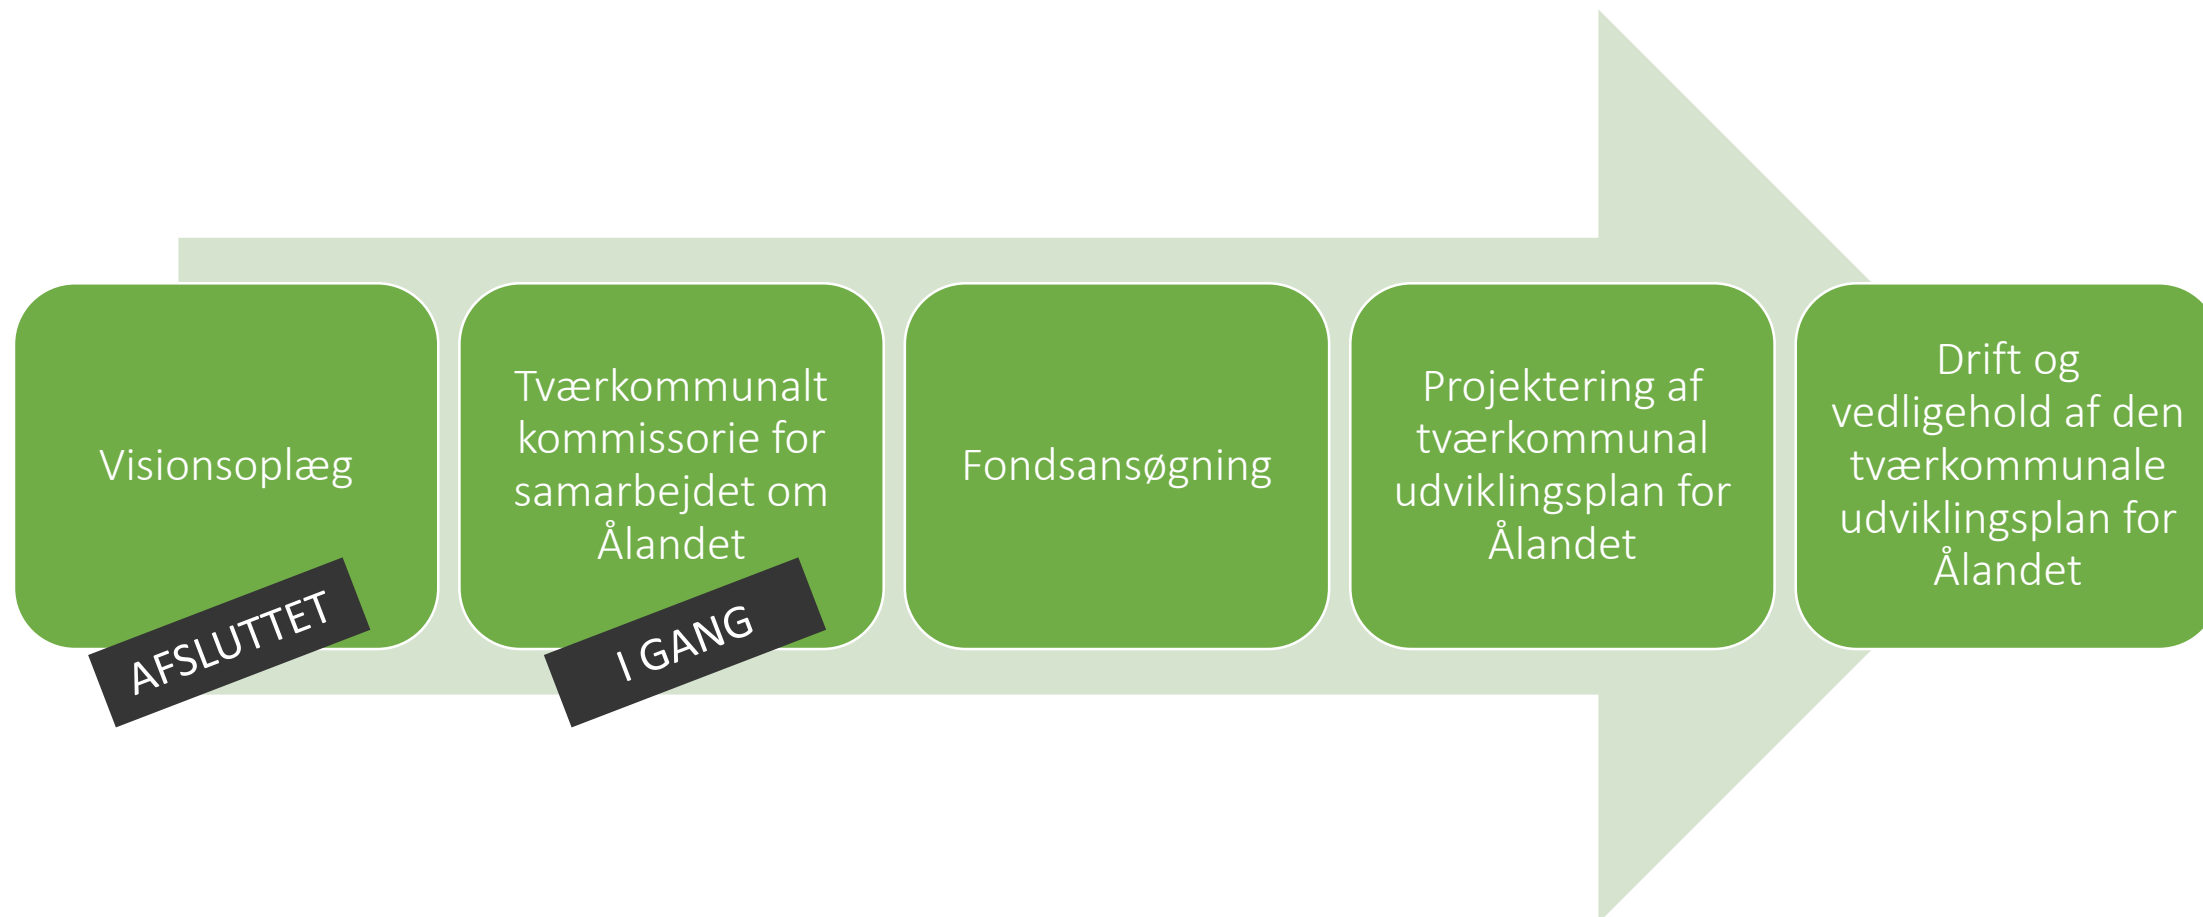 Visionsoplæg
AFSLUTTET
Tværkommunalt
kommissorie for
samarbejdet om
Ålandet
I GANG
Fondsansøgning
Projektering af
tværkommunal
udviklingsplan for
Ålandet
Drift og
vedligehold af den
tværkommunale
udviklingsplan for
Ålandet